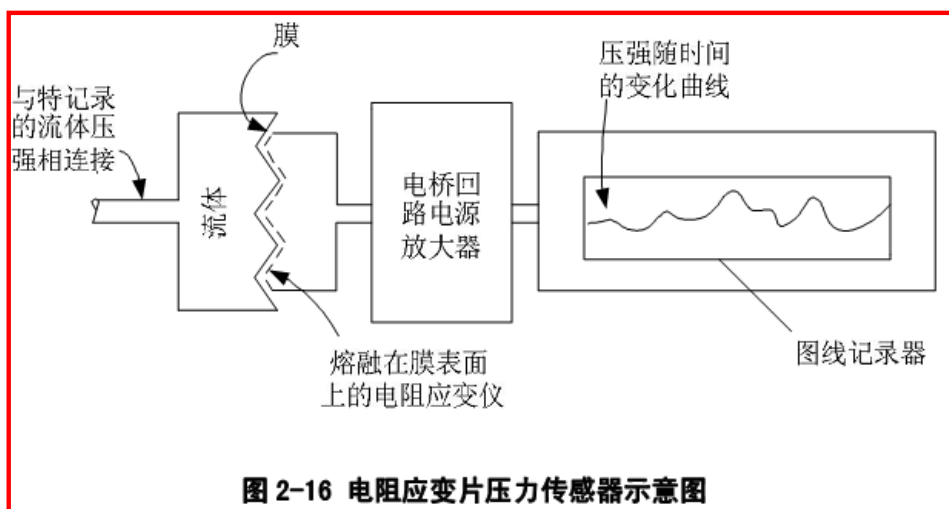 膜
与特记录
的流体压
强相连接
流体
电桥回
路电源
放大器
压强随时间
的变化曲线
熔融在膜表面
上的电阻应变仪
图线记录器
图 2-16 电阻应变片压力传感器示意图